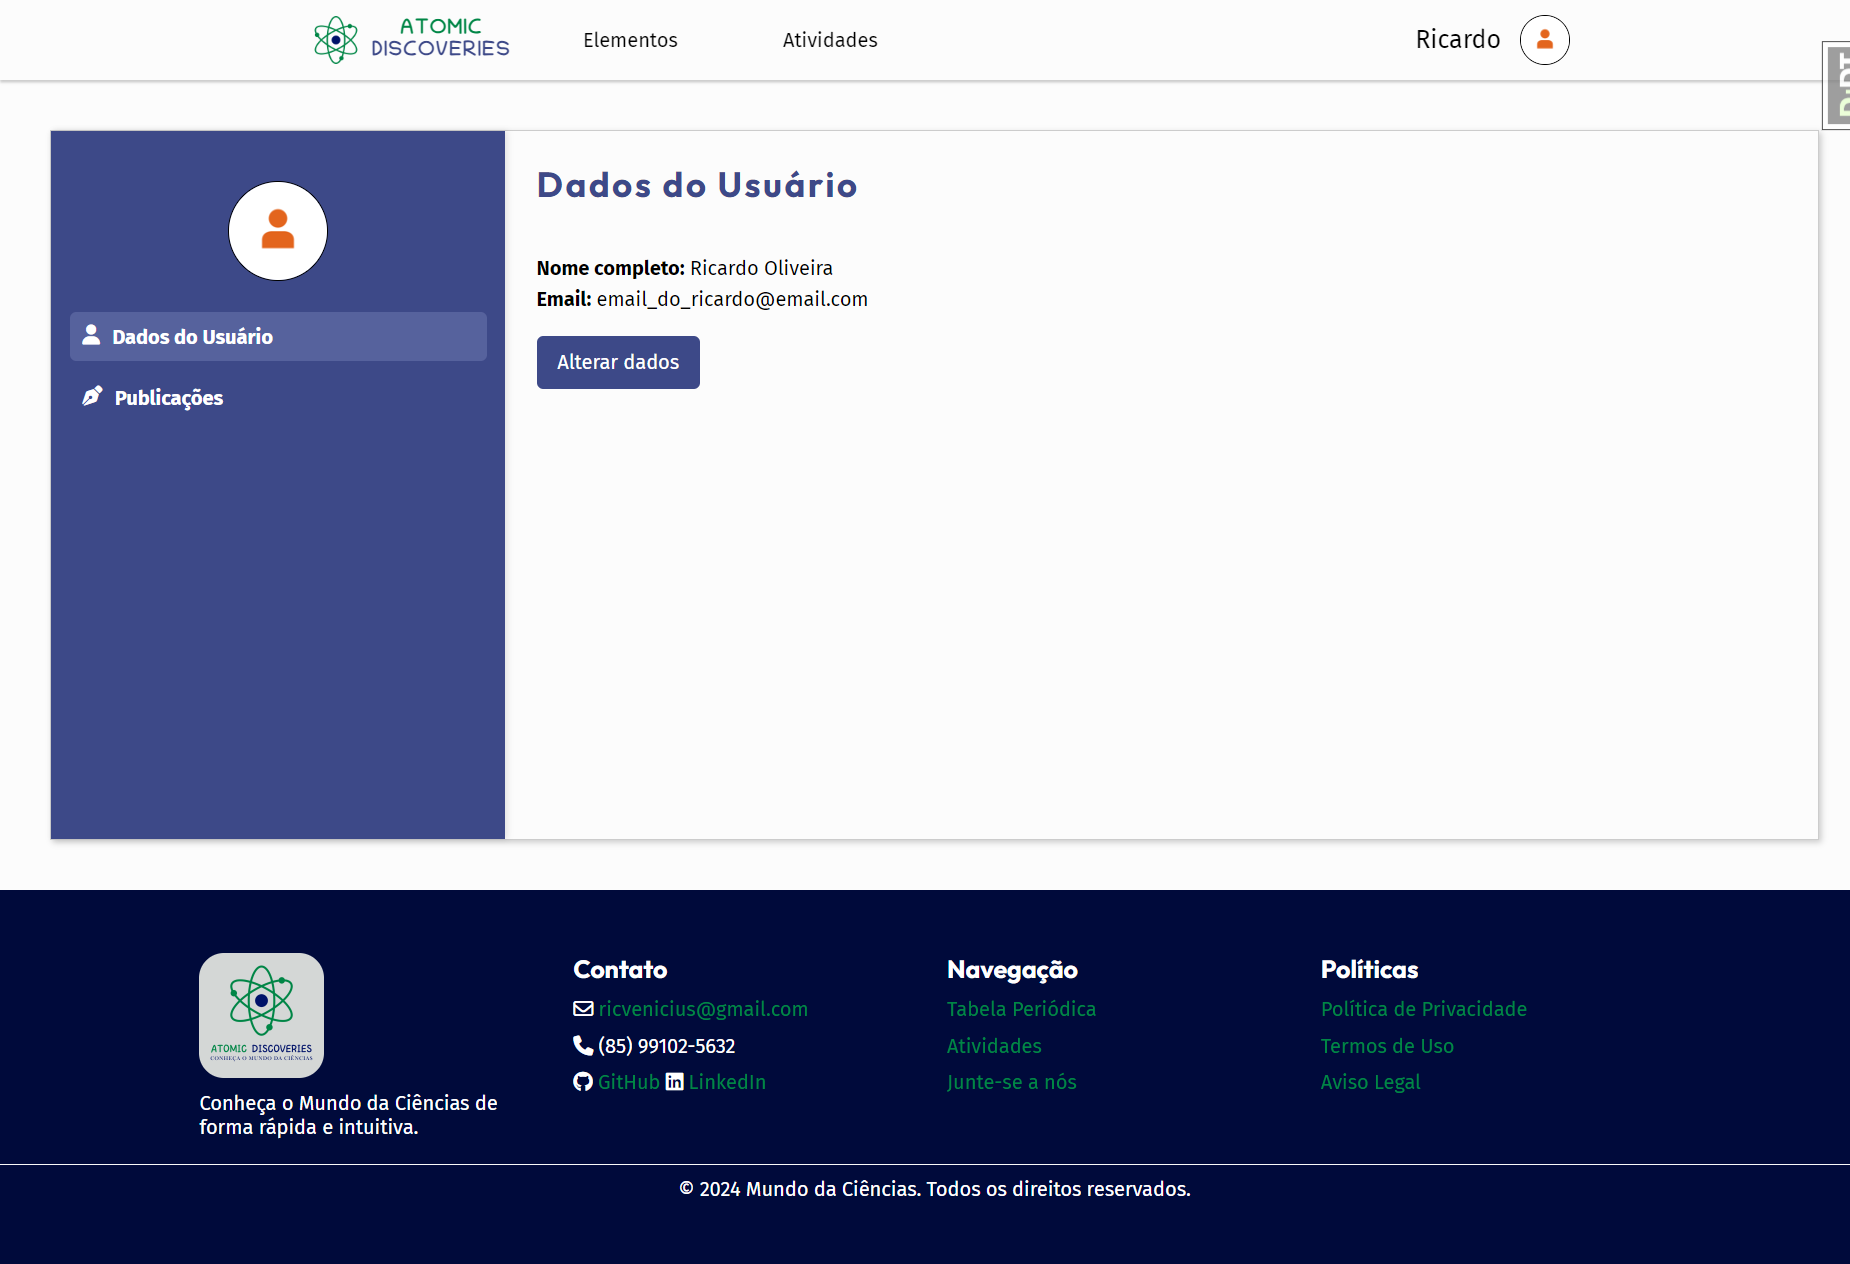 ATOMIC
DISCOVERIES
Elementos
Atividades
Ricardo
DjDT
Dados do Usuário
Publicações
Dados do Usuário
Nome completo: Ricardo Oliveira
Email: email_do_ricardo@email.com
Alterar dados
ATOMIC DISCOVERIES
CONHEÇA O MUNDO DA CIÊNCIAS
Conheça o Mundo da Ciências de
forma rápida e intuitiva.
Contato
ricvenicius@gmail.com
(85) 99102-5632
GitHub LinkedIn
Navegação
Tabela Periódica
Atividades
Junte-se a nós
Políticas
Política de Privacidade
Termos de Uso
Aviso Legal
© 2024 Mundo da Ciências. Todos os direitos reservados.